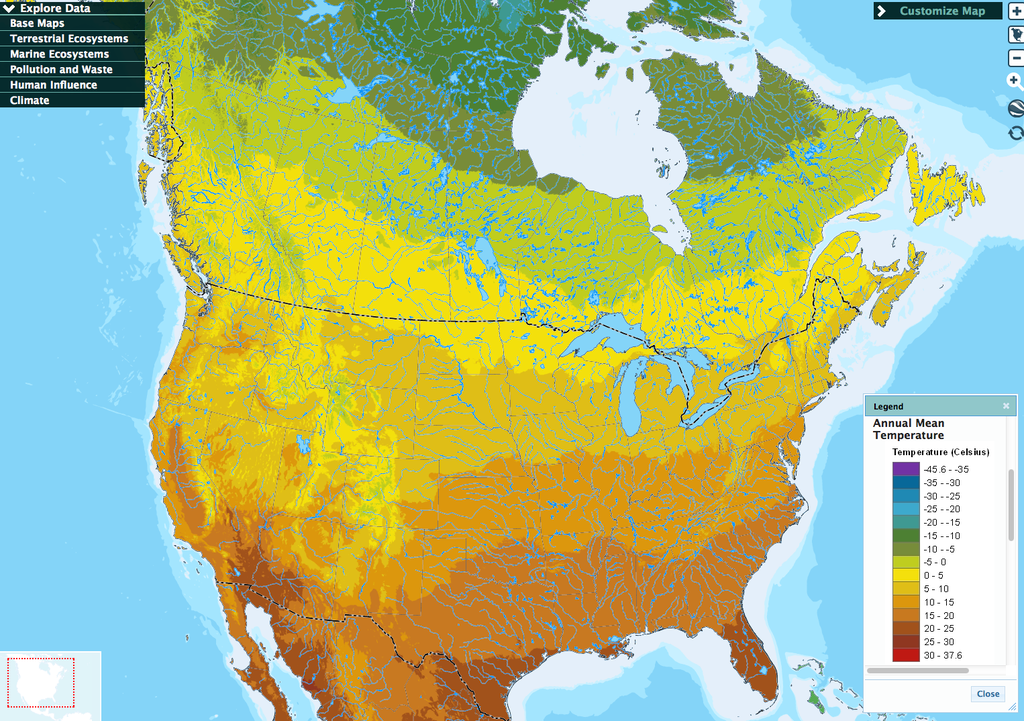 Explore Data
Base Maps
Terrestrial Ecosystems
Marine Ecosystems
Pollution and Waste
Human Influence
Climate
Customize Map
Legend
Annual Mean
Temperature
Temperature (Celsius)
-45.6 - -35
-35 - -30
-30 - -25
-25 - -20
-20 - -15
-15 - -10
-10 - -5
-5 - 0
0 - 5
5 - 10
10 - 15
15 - 20
20 - 25
25 - 30
30 - 37.6
Close